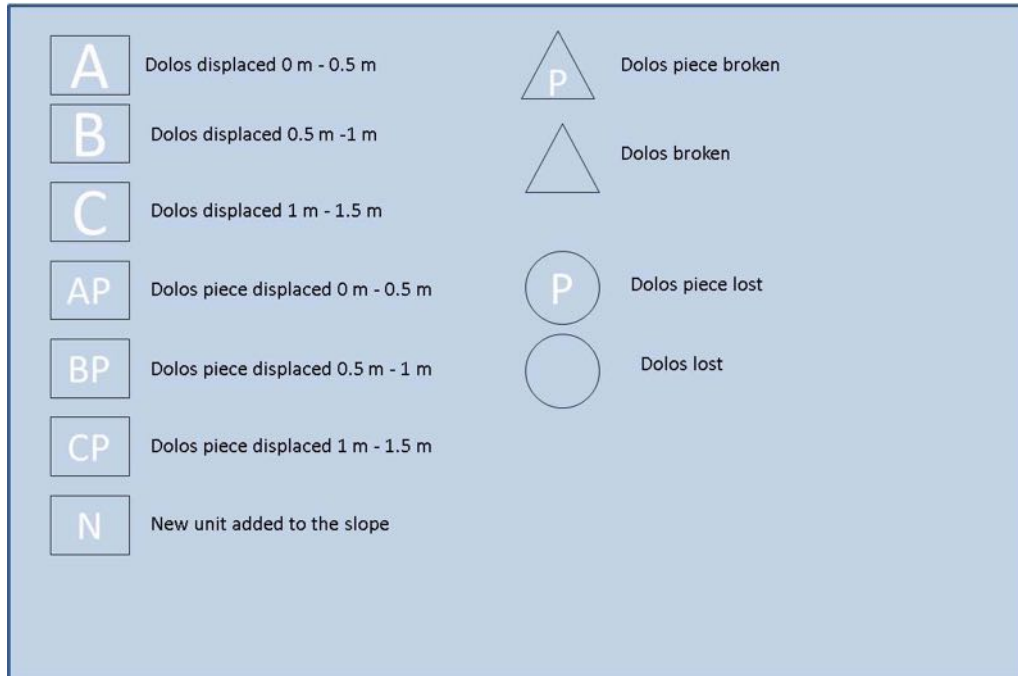 A Dolos displaced 0 m - 0.5 m
B Dolos displaced 0.5 m -1 m
C Dolos displaced 1 m - 1.5 m
AP Dolos piece displaced 0 m - 0.5 m
BP Dolos piece displaced 0.5 m - 1 m
CP Dolos piece displaced 1 m - 1.5 m
N New unit added to the slope
P Dolos piece broken
Dolos broken
P Dolos piece lost
Dolos lost